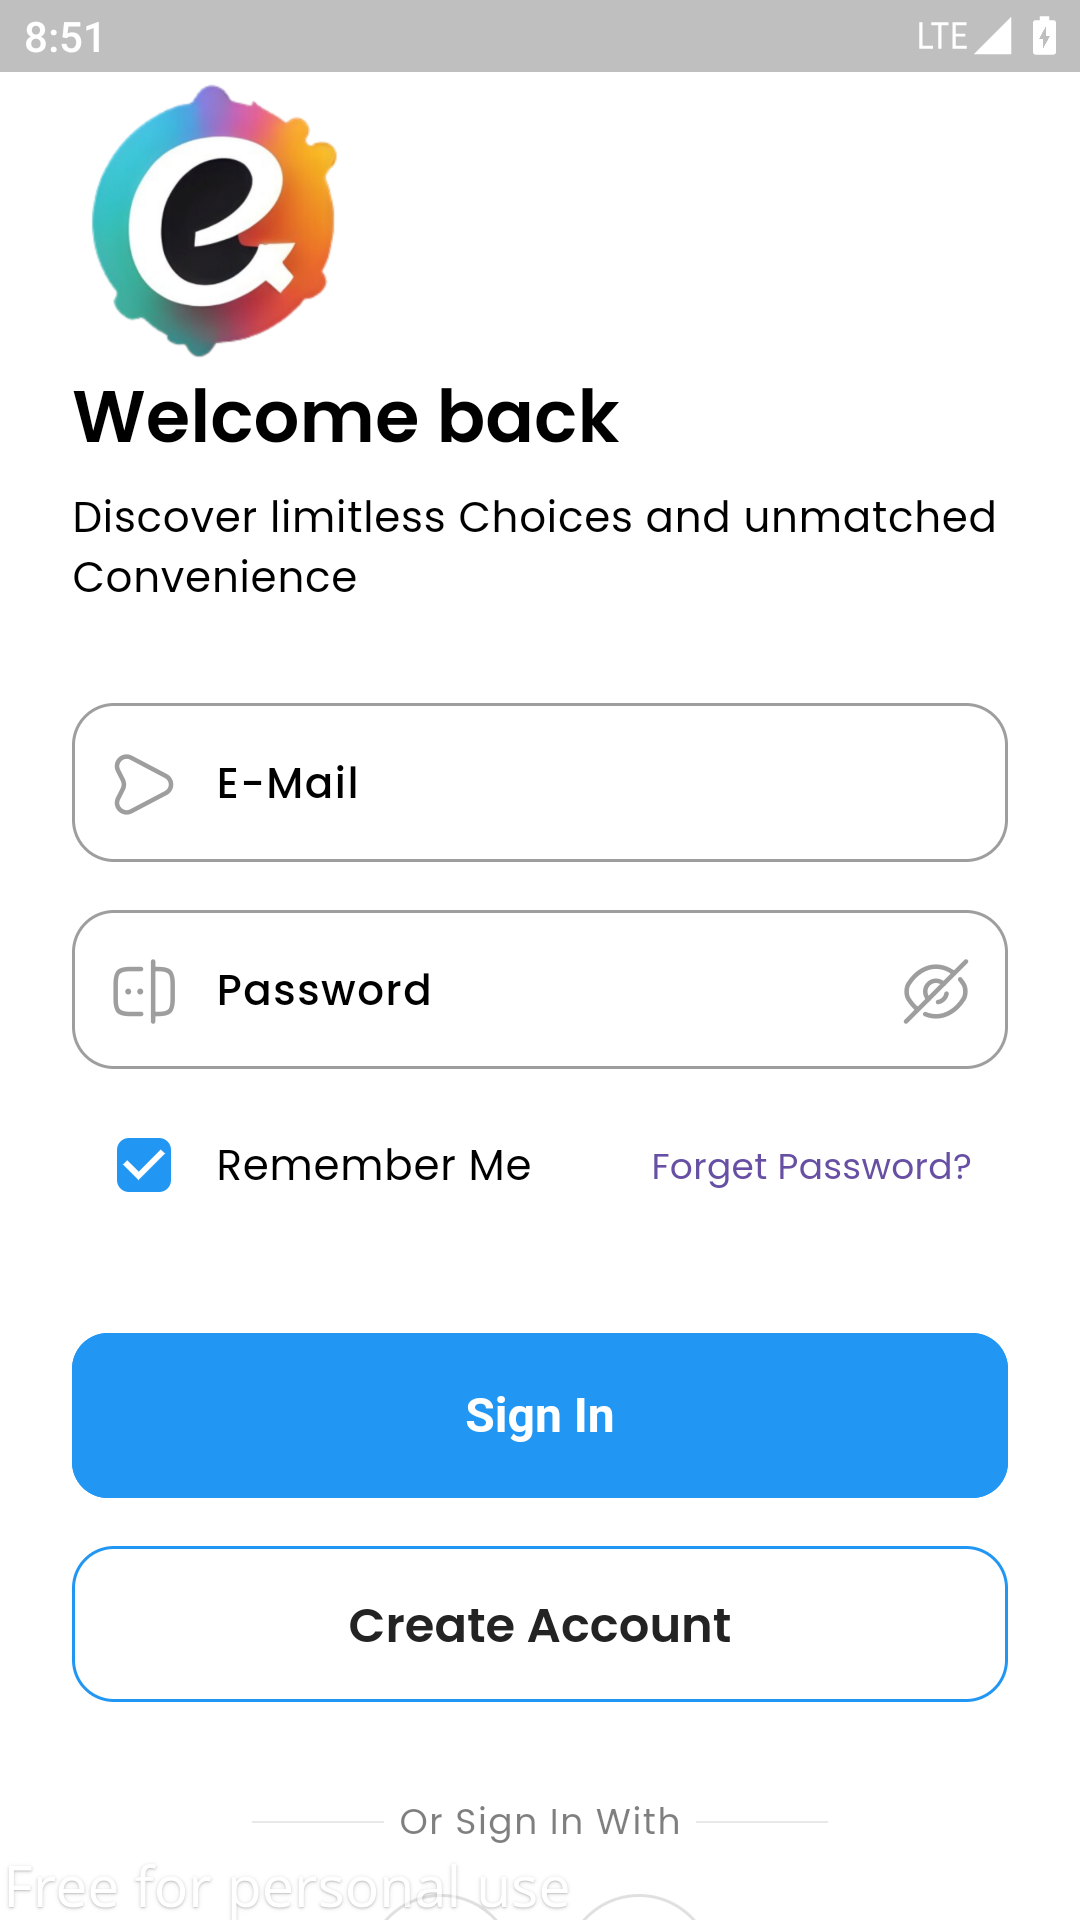 8:51 LTE
e
Welcome back
Discover limitless Choices and unmatched
Convenience
E-Mail
Password
Remember Me Forget Password?
Sign In
Create Account
Or Sign In With
Free for personal use